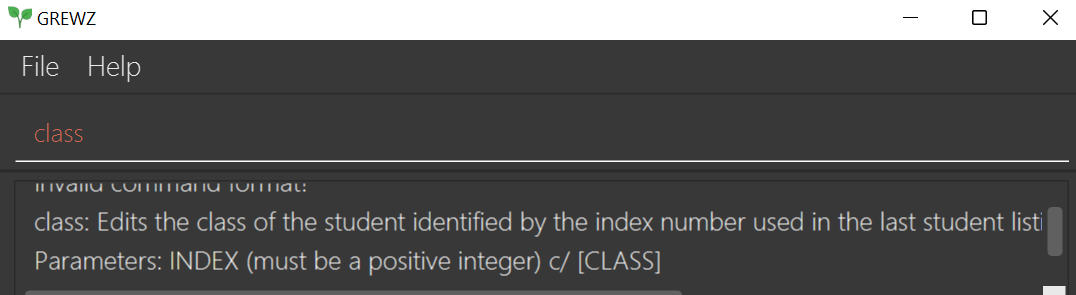 GREWZ
File Help
class
Invalid command format!
class: Edits the class of the student identified by the index number used in the last student listi
Parameters: INDEX (must be a positive integer) c/ [CLASS]